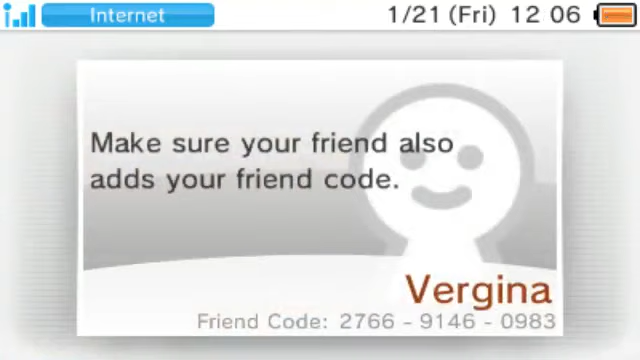 Internet 1/21 (Fri) 12 06
Make sure your friend also
adds your friend code.
Vergina
Friend Code: 2766 - 9146 - 0983